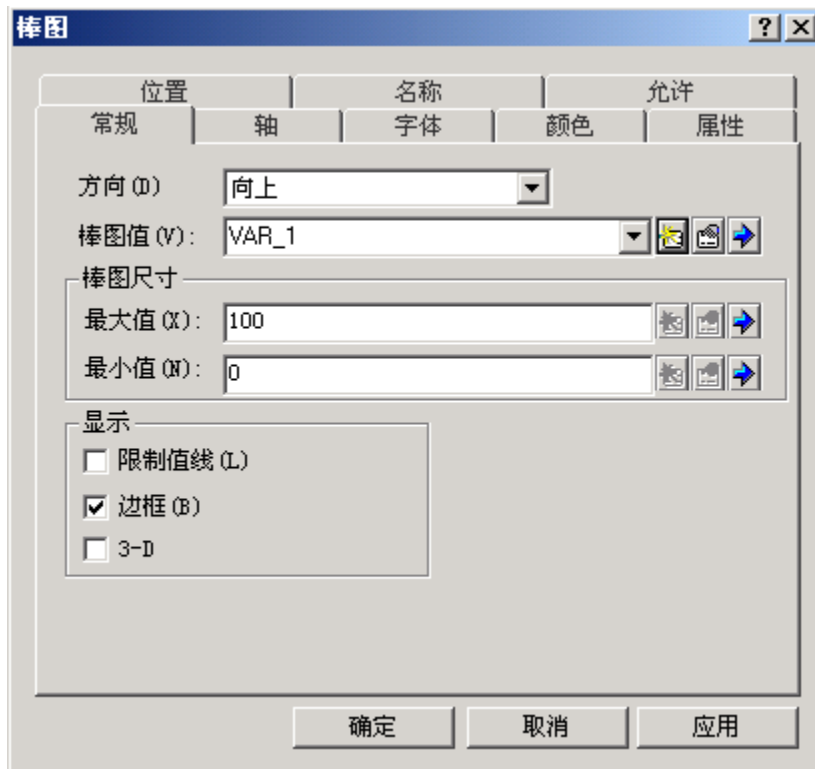 棒图
位置 名称 允许
常规 轴 字体 颜色 属性
方向(D) 向上
棒图值(V): VAR_1
棒图尺寸
最大值(X): 100
最小值(N): 0
显示
限制值线(L)
边框(B)
3-D
确定 取消 应用